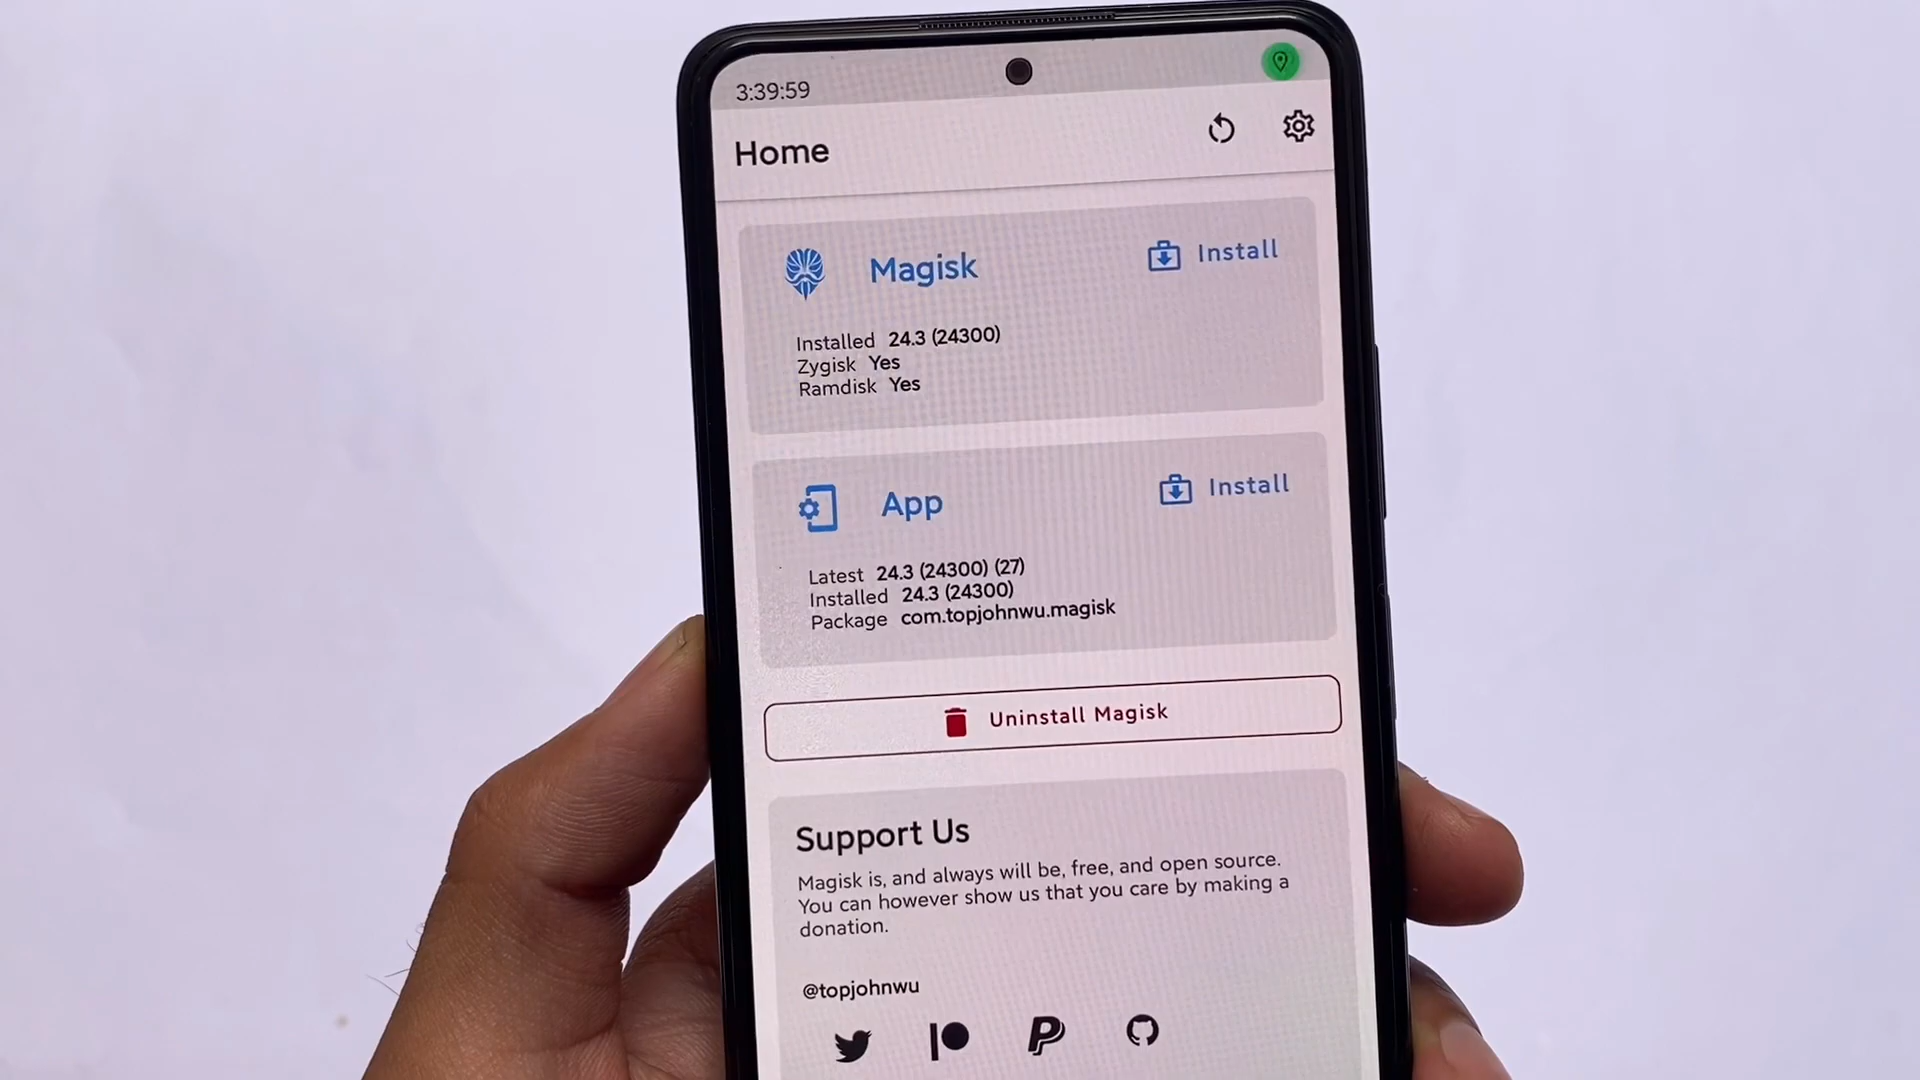 3:39:59
Home
Magisk
Install
Installed 24.3 (24300)
Zygisk Yes
Ramdisk Yes
App
Install
Latest 24.3 (24300) (27)
Installed 24.3 (24300)
Package com.topjohnwu.magisk
Uninstall Magisk
Support Us
Magisk is, and always will be, free, and open source.
You can however show us that you care by making a
donation.
@topjohnwu